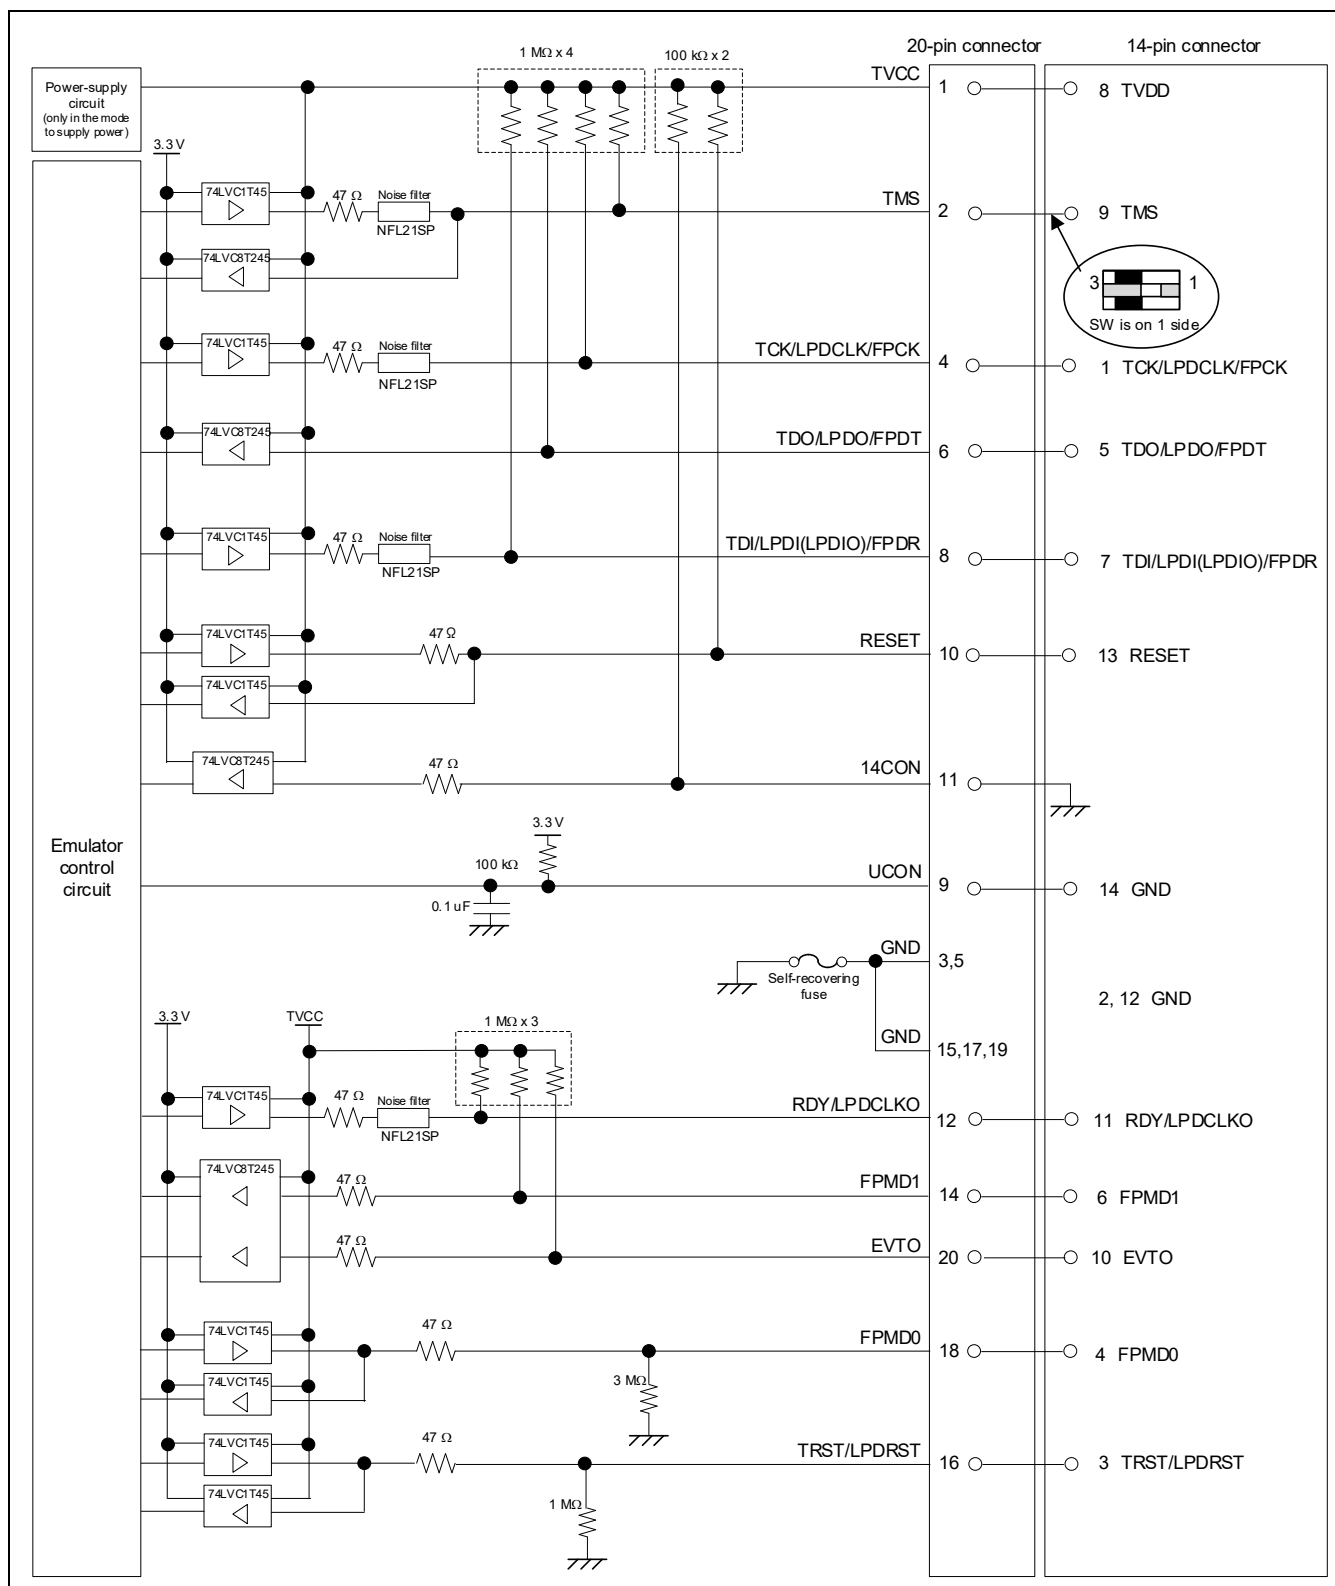 20-pin connector
14-pin connector
1 MΩ x 4
100 kΩ x 2
Power-supply
circuit
(only in the mode
to supply power)
TVCC
1
8 TVDD
3.3 V
74LVC1T45
47 Ω
Noise filter
NFL21SP
TMS
2
9 TMS
74LVC8T245
3
1
SW is on 1 side
74LVC1T45
47 Ω
Noise filter
NFL21SP
TCK/LPDCLK/FPCK
4
1 TCK/LPDCLK/FPCK
74LVC8T245
TDO/LPDO/FPDT
6
5 TDO/LPDO/FPDT
74LVC1T45
47 Ω
Noise filter
NFL21SP
TDI/LPDI(LPDIO)/FPDR
8
7 TDI/LPDI(LPDIO)/FPDR
74LVC1T45
47 Ω
RESET
10
13 RESET
74LVC1T45
74LVC8T245
47 Ω
14CON
11
Emulator
control
circuit
3.3 V
100 kΩ
0.1 uF
UCON
9
14 GND
GND
3,5
Self-recovering
fuse
2, 12 GND
GND
15,17,19
3.3 V
TVCC
1 MΩ x 3
74LVC1T45
47 Ω
Noise filter
NFL21SP
RDY/LPDCLKO
12
11 RDY/LPDCLKO
74LVC8T245
47 Ω
FPMD1
14
6 FPMD1
47 Ω
EVTO
20
10 EVTO
74LVC1T45
47 Ω
FPMD0
18
4 FPMD0
74LVC1T45
3 MΩ
74LVC1T45
47 Ω
TRST/LPDRST
16
3 TRST/LPDRST
74LVC1T45
1 MΩ